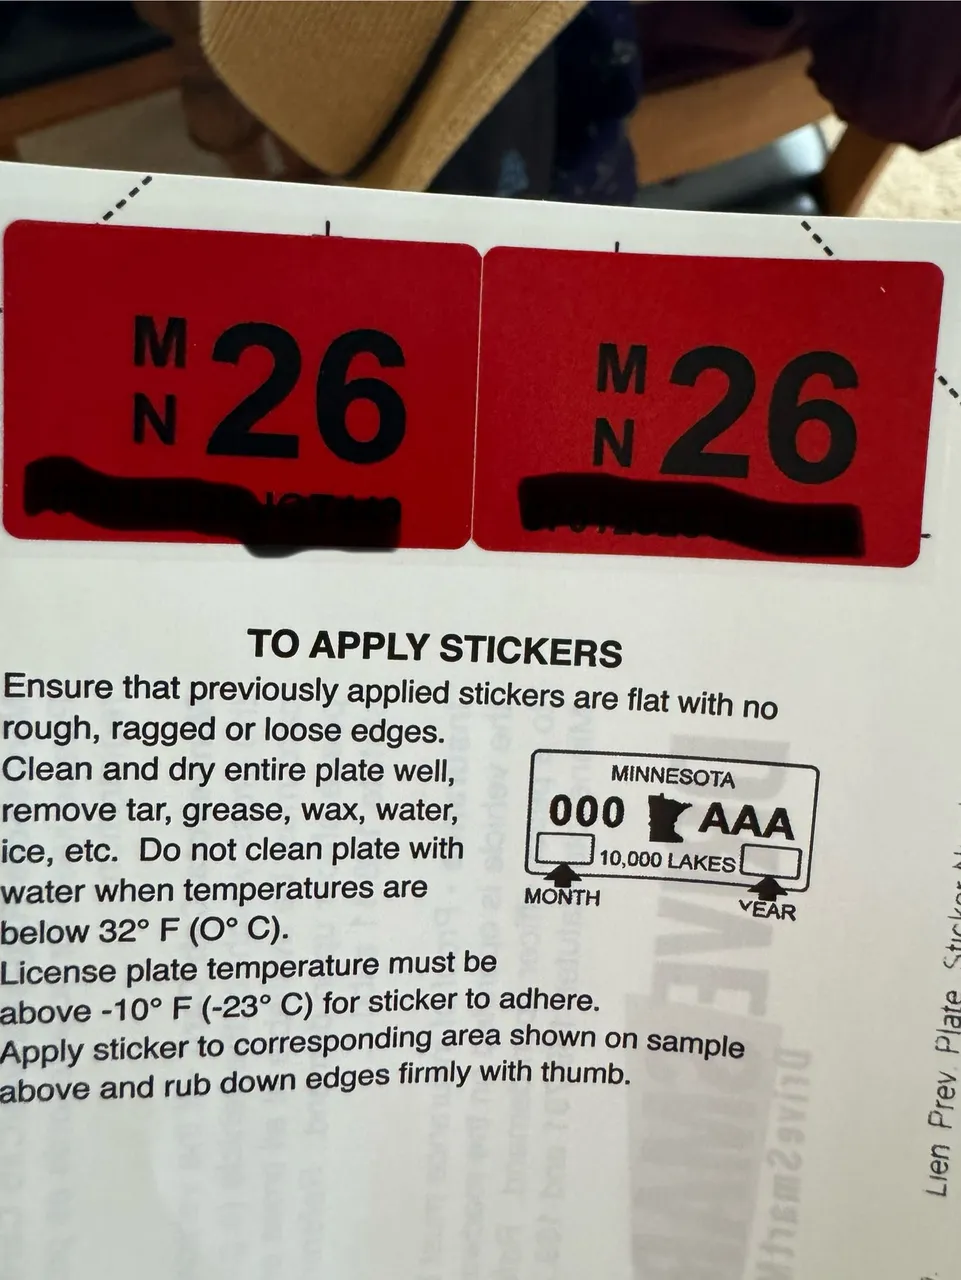 MN 26
MN 26
TO APPLY STICKERS
Ensure that previously applied stickers are flat with no
rough, ragged or loose edges.
Clean and dry entire plate well,
remove tar, grease, wax, water,
ice, etc. Do not clean plate with
water when temperatures are
below 32° F (O° C).
License plate temperature must be
above -10° F (-23° C) for sticker to adhere.
Apply sticker to corresponding area shown on sample
above and rub down edges firmly with thumb.
MINNESOTA
000 AAA
10,000 LAKES
MONTH
YEAR
Lien Prev. Plate Sticker
DriveSmart